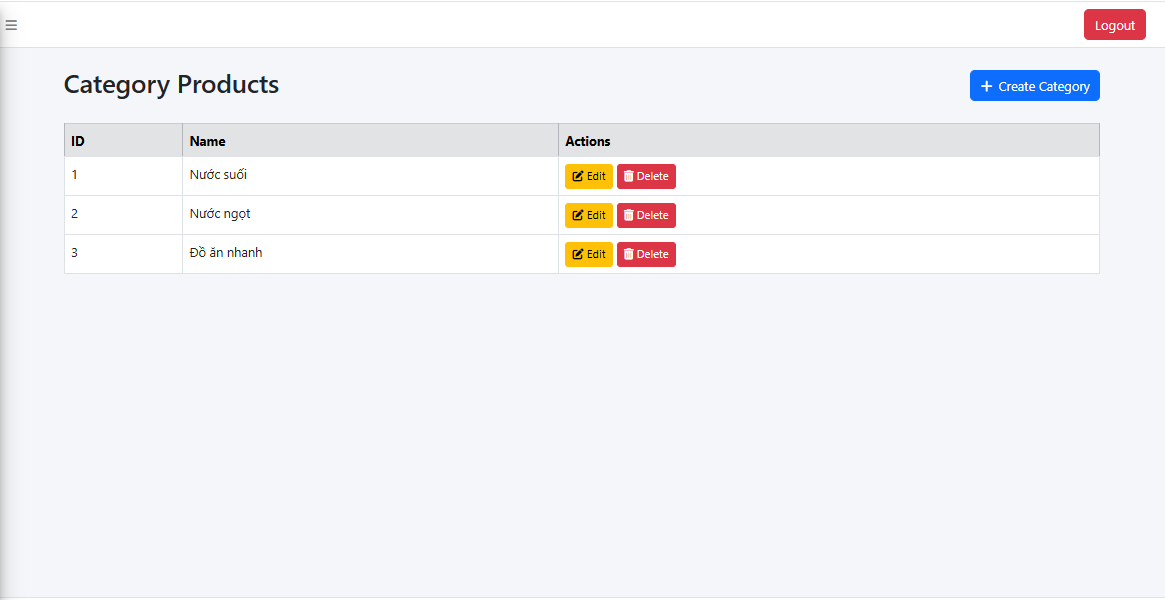 Logout
Category Products
Create Category
ID Name Actions
1 Nước suối Edit Delete
2 Nước ngọt Edit Delete
3 Đồ ăn nhanh Edit Delete